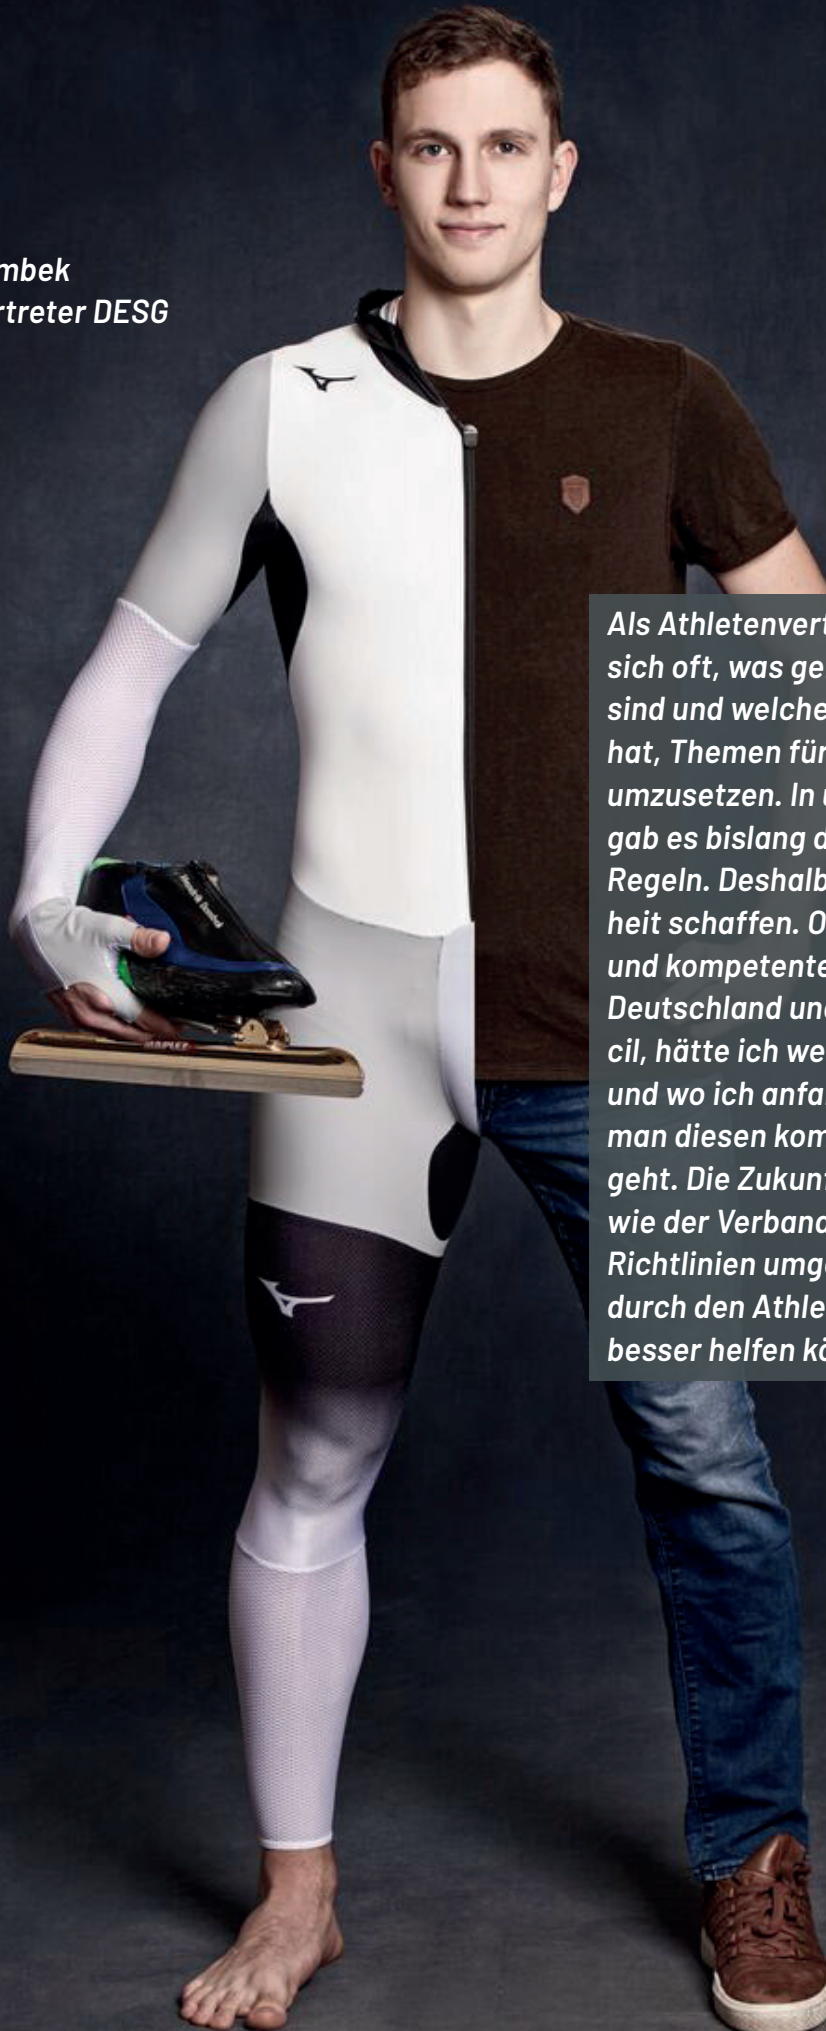 mbek
rtreter DESG
Als Athletenvert
sich oft, was ge
sind und welche
hat, Themen für
umzusetzen. In u
gab es bislang d
Regeln. Deshalb
heit schaffen. O
und kompetente
Deutschland und
cil, hätte ich we
und wo ich anfa
man diesen kom
geht. Die Zukunf
wie der Verband
Richtlinien umge
durch den Athle
besser helfen kö
MAPLEZ